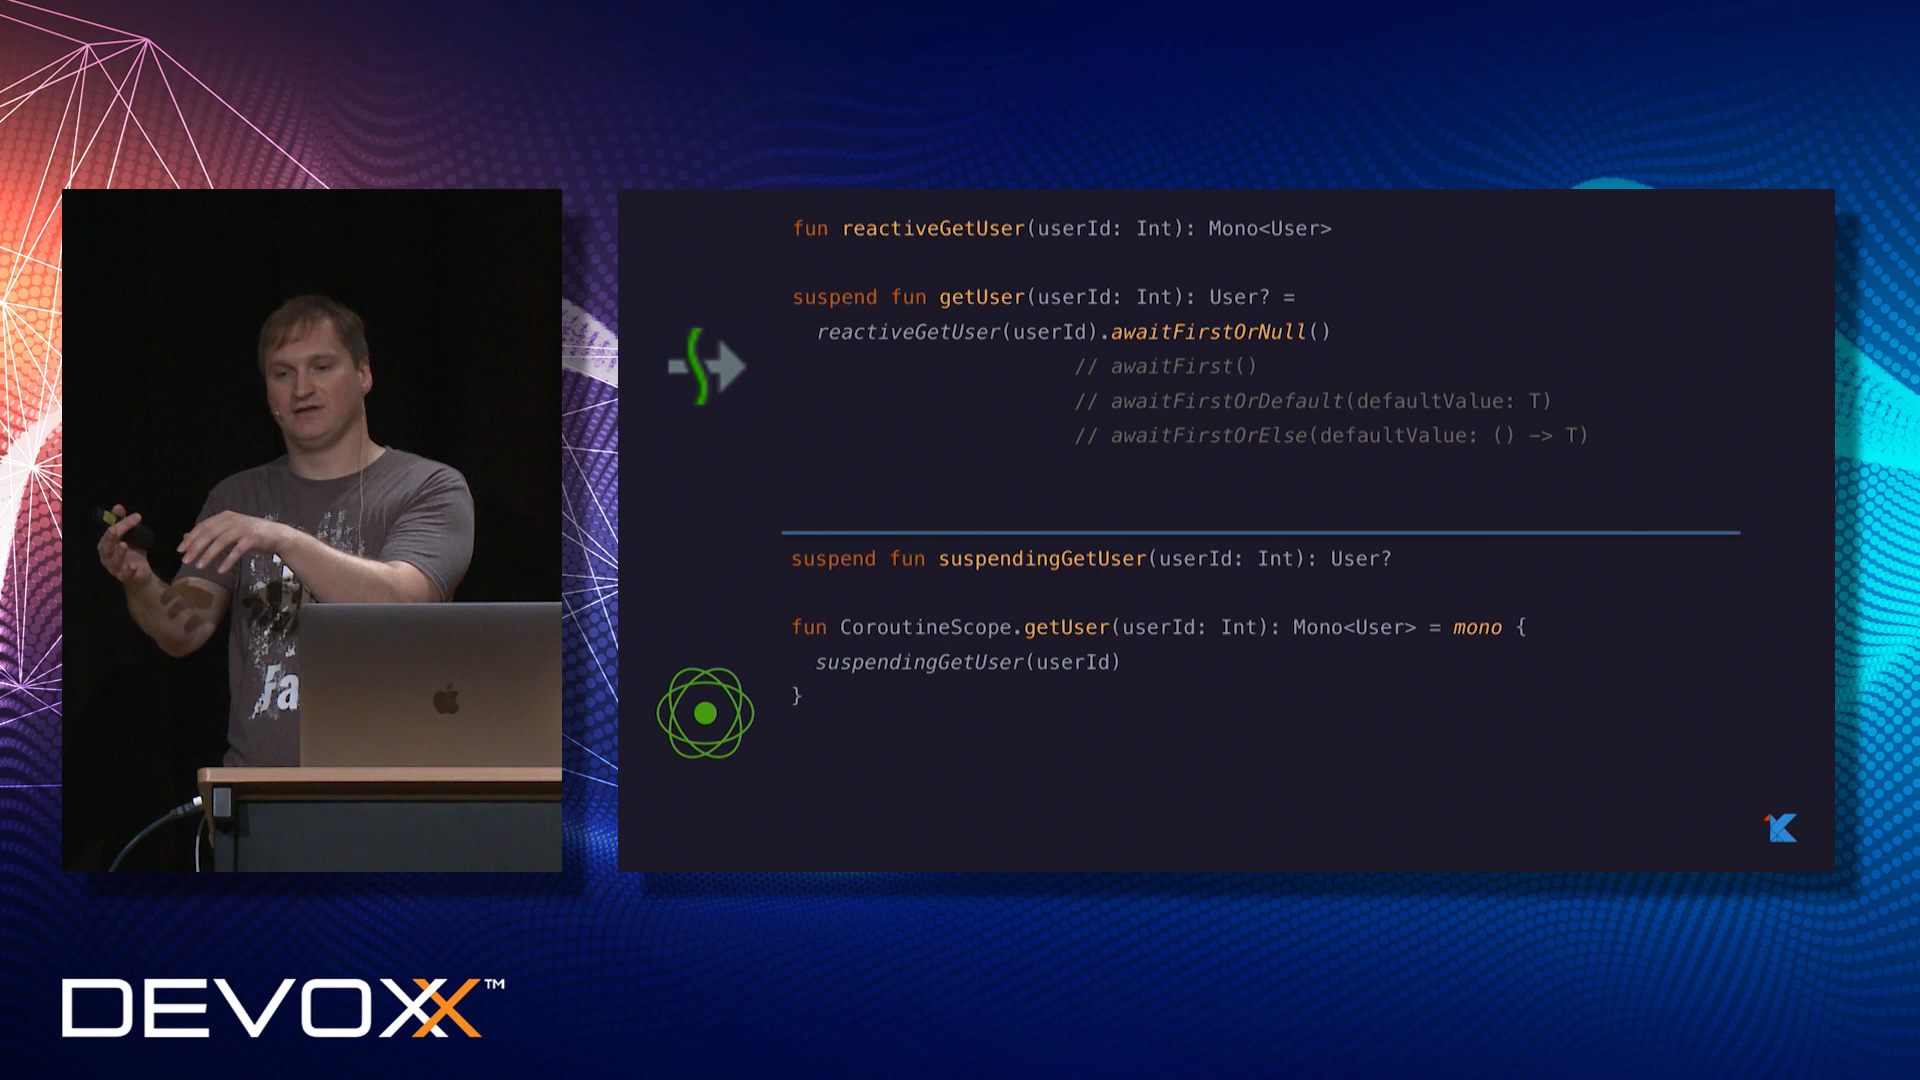 fun reactiveGetUser(userId: Int): Mono<User>
suspend fun getUser(userId: Int): User? =
reactiveGetUser(userId).awaitFirstOrNull()
// awaitFirst()
// awaitFirstOrDefault(defaultValue: T)
// awaitFirstOrElse(defaultValue: () -> T)
suspend fun suspendingGetUser(userId: Int): User?
fun CoroutineScope.getUser(userId: Int): Mono<User> = mono {
suspendingGetUser(userId)
}
Fa
DEVOXX™